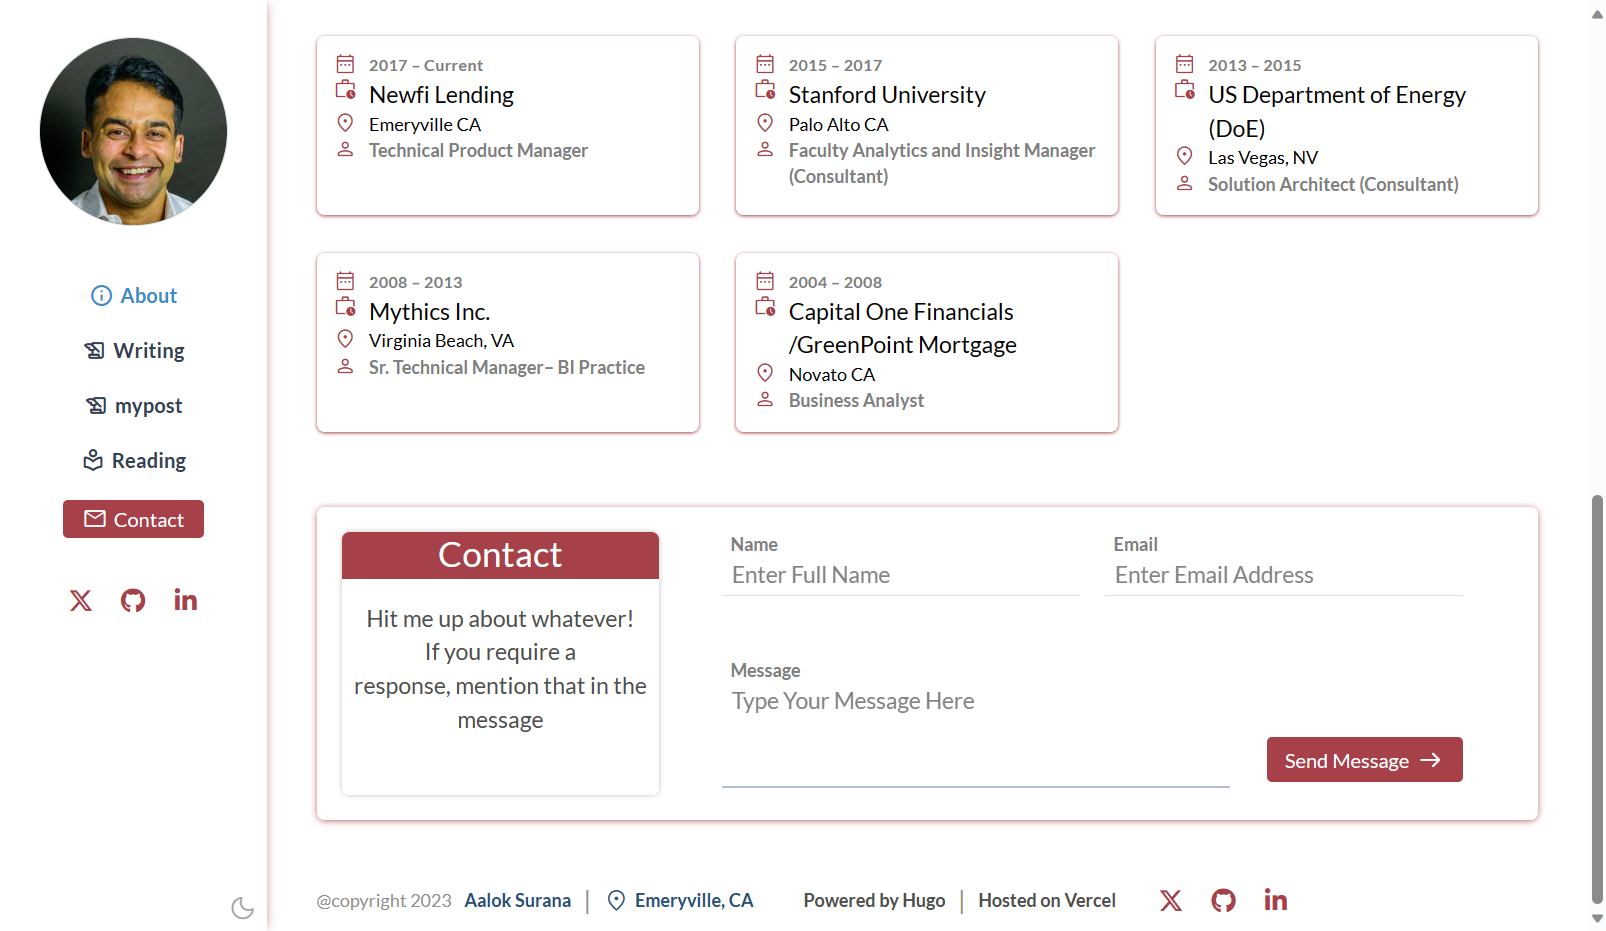 About
Writing
mypost
Reading
Contact
2017 – Current
Newfi Lending
Emeryville CA
Technical Product Manager
2015 – 2017
Stanford University
Palo Alto CA
Faculty Analytics and Insight Manager
(Consultant)
2013 – 2015
US Department of Energy
(DoE)
Las Vegas, NV
Solution Architect (Consultant)
2008 – 2013
Mythics Inc.
Virginia Beach, VA
Sr. Technical Manager– BI Practice
2004 – 2008
Capital One Financials
/GreenPoint Mortgage
Novato CA
Business Analyst
Contact
Hit me up about whatever!
If you require a
response, mention that in the
message
Name
Enter Full Name
Email
Enter Email Address
Message
Type Your Message Here
Send Message
@copyright 2023 Aalok Surana | Emeryville, CA Powered by Hugo | Hosted on Vercel